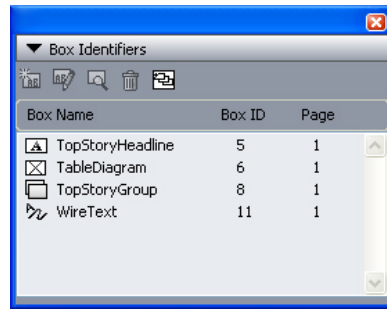 Box Identifiers
Box Name Box ID Page
TopStoryHeadline 5 1
TableDiagram 6 1
TopStoryGroup 8 1
WireText 11 1